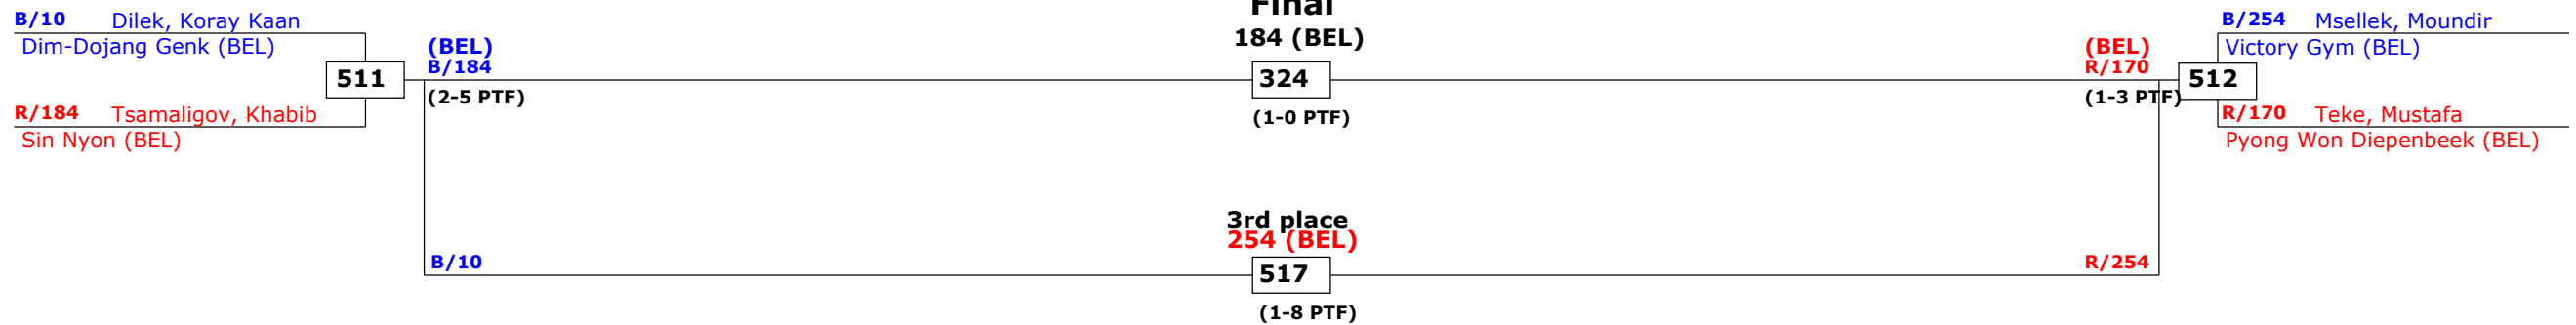 Final
184 (BEL)
B/10 Dilek, Koray Kaan
Dim-Dojang Genk (BEL)
511
R/184 Tsamaligov, Khabib
Sin Nyon (BEL)
(BEL)
B/184
(2-5 PTF)
324
(1-0 PTF)
(BEL)
R/170
(1-3 PTF)
B/254 Msellek, Moundir
Victory Gym (BEL)
512
R/170 Teke, Mustafa
Pyong Won Diepenbeek (BEL)
3rd place
254 (BEL)
B/10
517
R/254
(1-8 PTF)